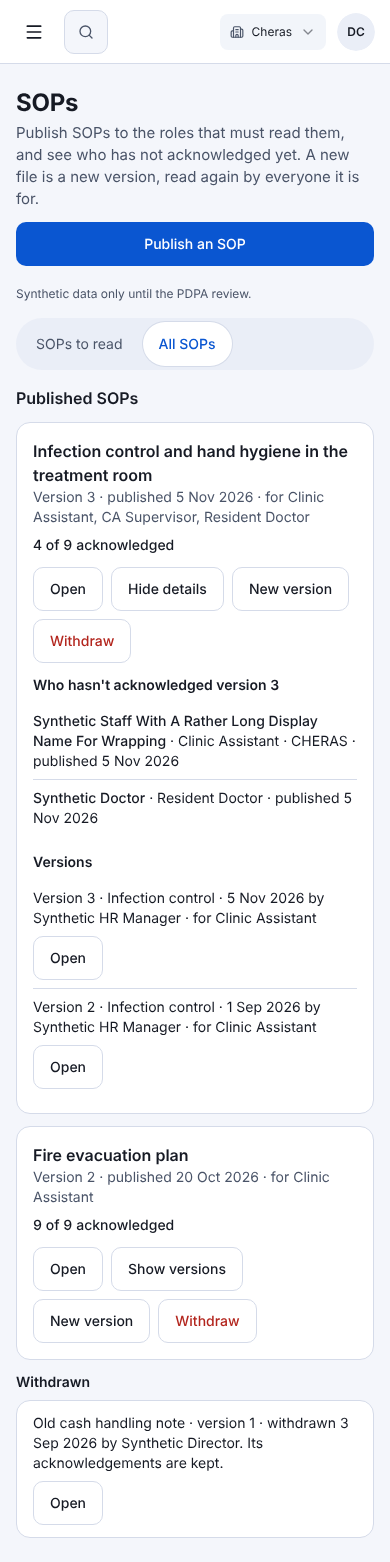 Cheras
DC
SOPs
Publish SOPs to the roles that must read them,
and see who has not acknowledged yet. A new
file is a new version, read again by everyone it is
for.
Publish an SOP
Synthetic data only until the PDPA review.
SOPs to read
All SOPs
Published SOPs
Infection control and hand hygiene in the
treatment room
Version 3 · published 5 Nov 2026 · for Clinic
Assistant, CA Supervisor, Resident Doctor
4 of 9 acknowledged
Open
Hide details
New version
Withdraw
Who hasn't acknowledged version 3
Synthetic Staff With A Rather Long Display
Name For Wrapping · Clinic Assistant · CHERAS ·
published 5 Nov 2026
Synthetic Doctor · Resident Doctor · published 5
Nov 2026
Versions
Version 3 · Infection control · 5 Nov 2026 by
Synthetic HR Manager · for Clinic Assistant
Open
Version 2 · Infection control · 1 Sep 2026 by
Synthetic HR Manager · for Clinic Assistant
Open
Fire evacuation plan
Version 2 · published 20 Oct 2026 · for Clinic
Assistant
9 of 9 acknowledged
Open
Show versions
New version
Withdraw
Withdrawn
Old cash handling note · version 1 · withdrawn 3
Sep 2026 by Synthetic Director. Its
acknowledgements are kept.
Open